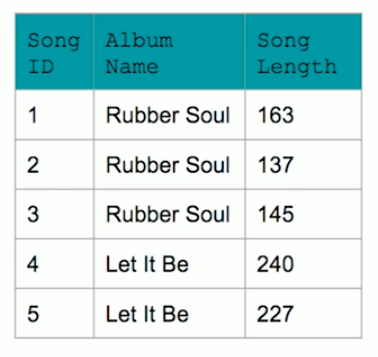 Song ID Album Name Song Length
1 Rubber Soul 163
2 Rubber Soul 137
3 Rubber Soul 145
4 Let It Be 240
5 Let It Be 227